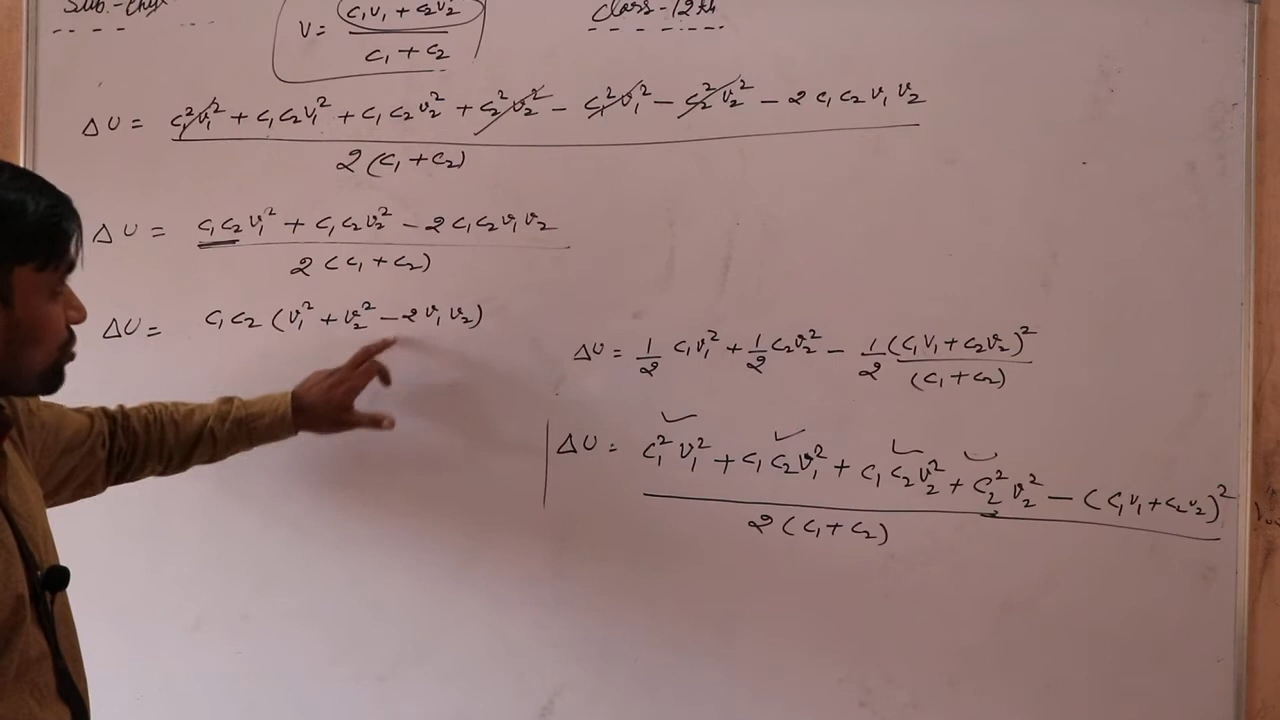 Sub.-Phy
Class-12th
V = (C₁V₁ + C₂V₂) / (C₁ + C₂)
ΔU = (C₁²V₁² + C₁C₂V₁² + C₁C₂V₂² + C₂²V₂² - C₁²V₁² - C₂²V₂² - 2C₁C₂V₁V₂) / 2(C₁+C₂)
ΔU = (C₁C₂V₁² + C₁C₂V₂² - 2C₁C₂V₁V₂) / 2(C₁+C₂)
ΔU = C₁C₂(V₁² + V₂² - 2V₁V₂)
ΔU = 1/2 C₁V₁² + 1/2 C₂V₂² - 1/2 (C₁V₁ + C₂V₂)² / (C₁+C₂)
ΔU = (C₁²V₁² + C₁C₂V₁² + C₁C₂V₂² + C₂²V₂² - (C₁V₁+C₂V₂)²) / 2(C₁+C₂)